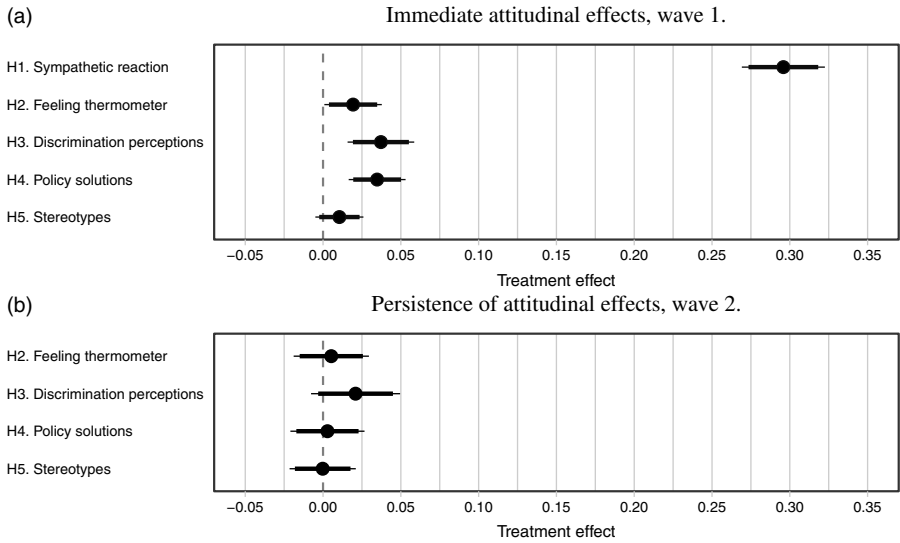 (a) Immediate attitudinal effects, wave 1.
H1. Sympathetic reaction
H2. Feeling thermometer
H3. Discrimination perceptions
H4. Policy solutions
H5. Stereotypes
−0.05 0.00 0.05 0.10 0.15 0.20 0.25 0.30 0.35
Treatment effect
(b) Persistence of attitudinal effects, wave 2.
H2. Feeling thermometer
H3. Discrimination perceptions
H4. Policy solutions
H5. Stereotypes
−0.05 0.00 0.05 0.10 0.15 0.20 0.25 0.30 0.35
Treatment effect